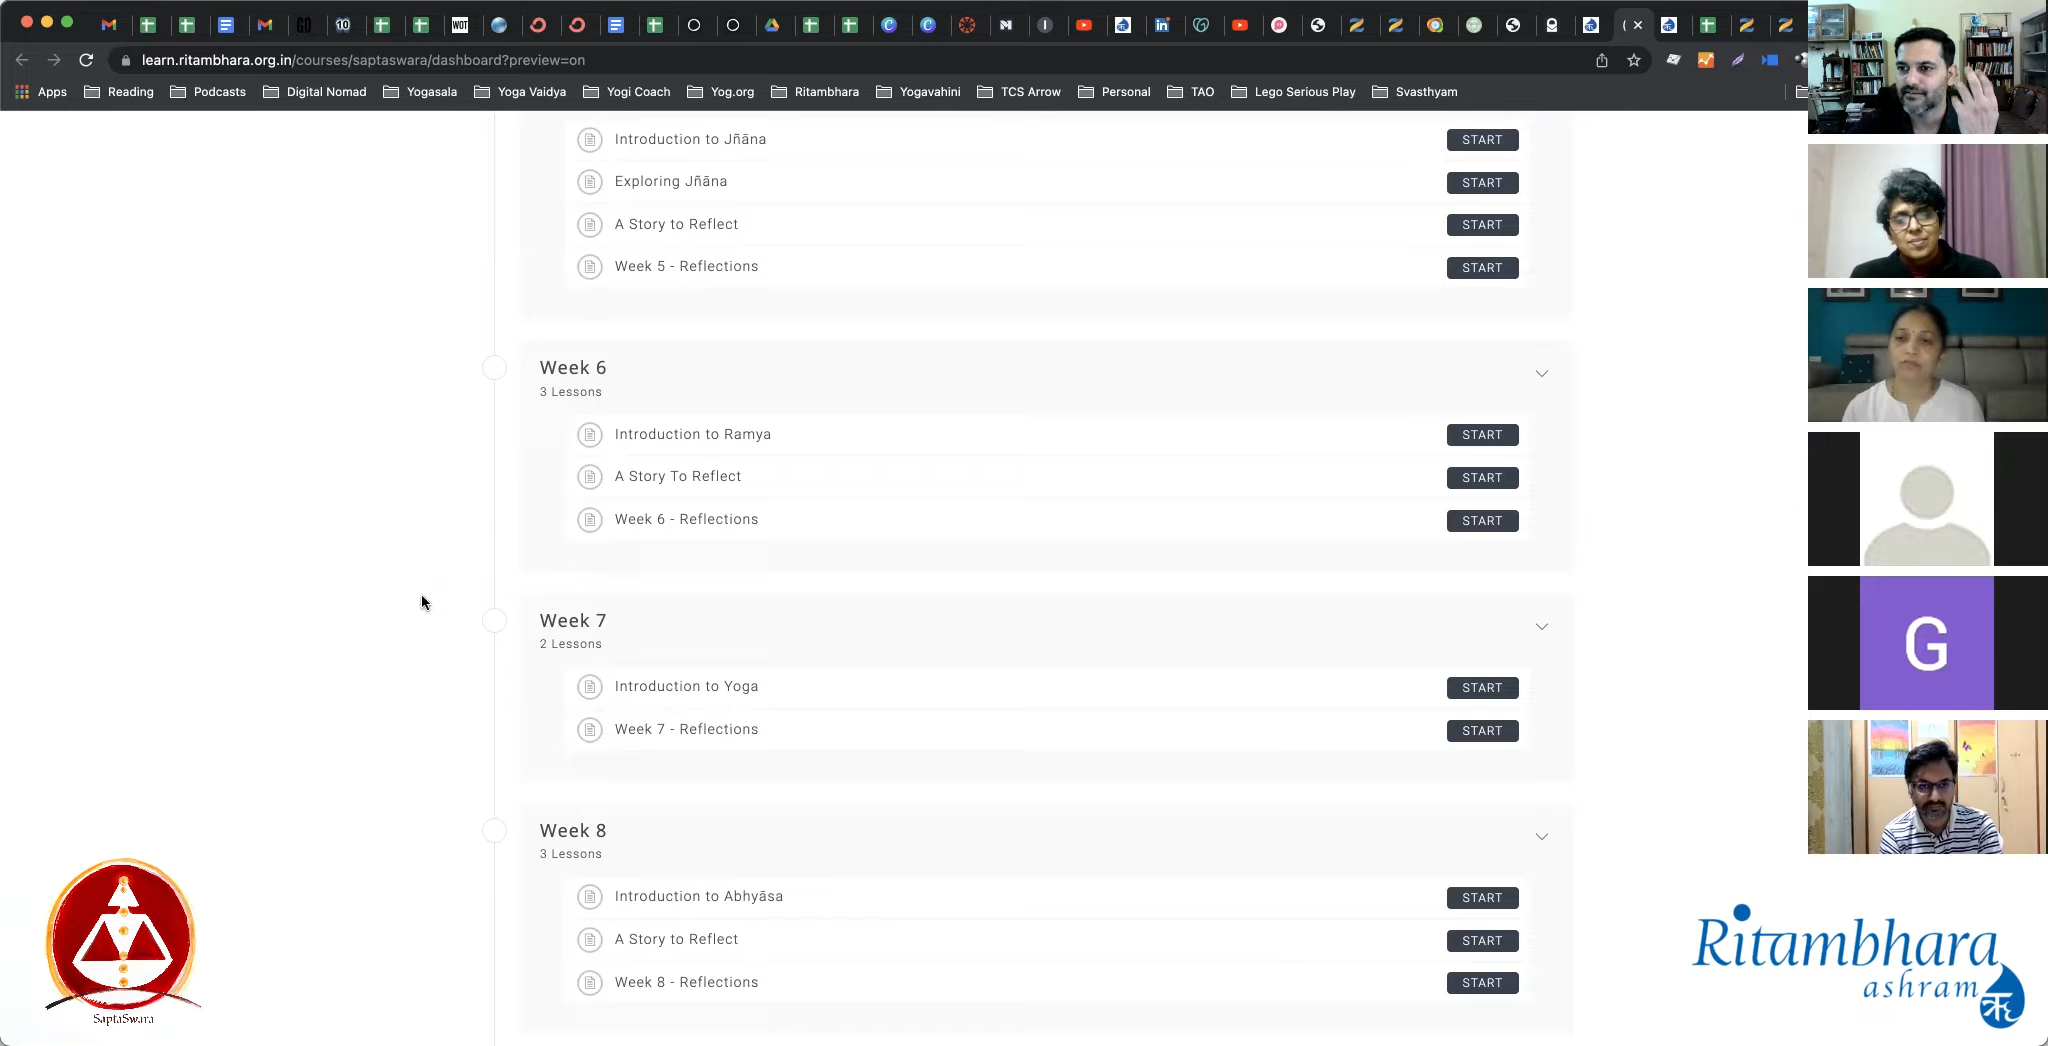 10
WOT
learn.ritambhara.org.in/courses/saptaswara/dashboard?preview=on
Apps
Reading
Podcasts
Digital Nomad
Yogasala
Yoga Vaidya
Yogi Coach
Yog.org
Ritambhara
Yogavahini
TCS Arrow
Personal
TAO
Lego Serious Play
Svasthyam
Introduction to Jñāna START
Exploring Jñāna START
A Story to Reflect START
Week 5 - Reflections START
Week 6
3 Lessons
Introduction to Ramya START
A Story To Reflect START
Week 6 - Reflections START
Week 7
2 Lessons
Introduction to Yoga START
Week 7 - Reflections START
Week 8
3 Lessons
Introduction to Abhyāsa START
A Story to Reflect START
Week 8 - Reflections START
SaptaSwara
G
Ritambhara
ashram